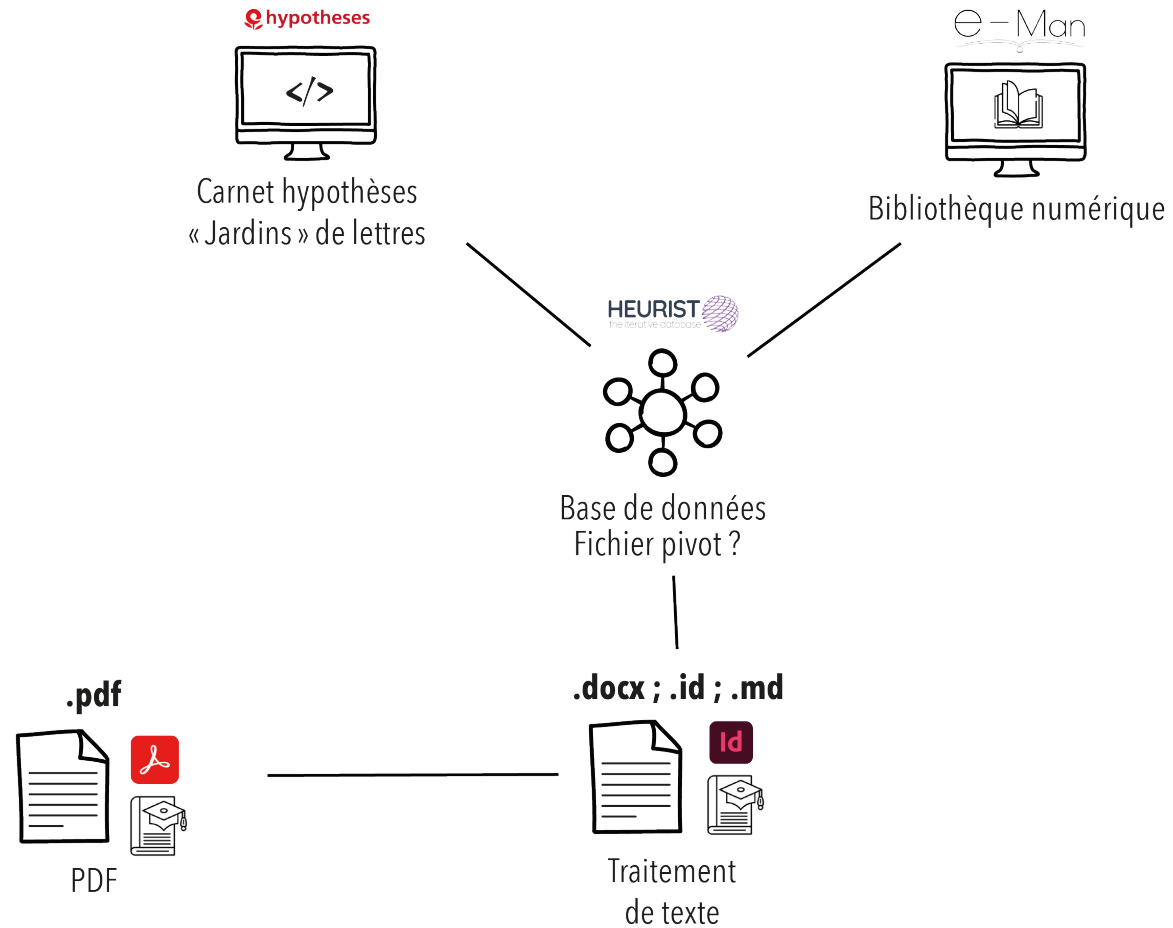 hypotheses
e-Man
</>
Carnet hypothèses
« Jardins » de lettres
Bibliothèque numérique
HEURIST
the iterative database
Base de données
Fichier pivot ?
.pdf
.docx ; .id ; .md
Id
PDF
Traitement
de texte